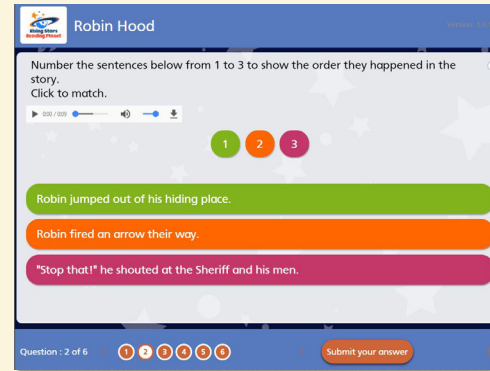 Rising Stars
Reading Planet
Robin Hood
Number the sentences below from 1 to 3 to show the order they happened in the
story.
Click to match.
0:00 / 0:09
1 2 3
Robin jumped out of his hiding place.
Robin fired an arrow their way.
"Stop that!" he shouted at the Sheriff and his men.
Question : 2 of 6 1 2 3 4 5 6 Submit your answer